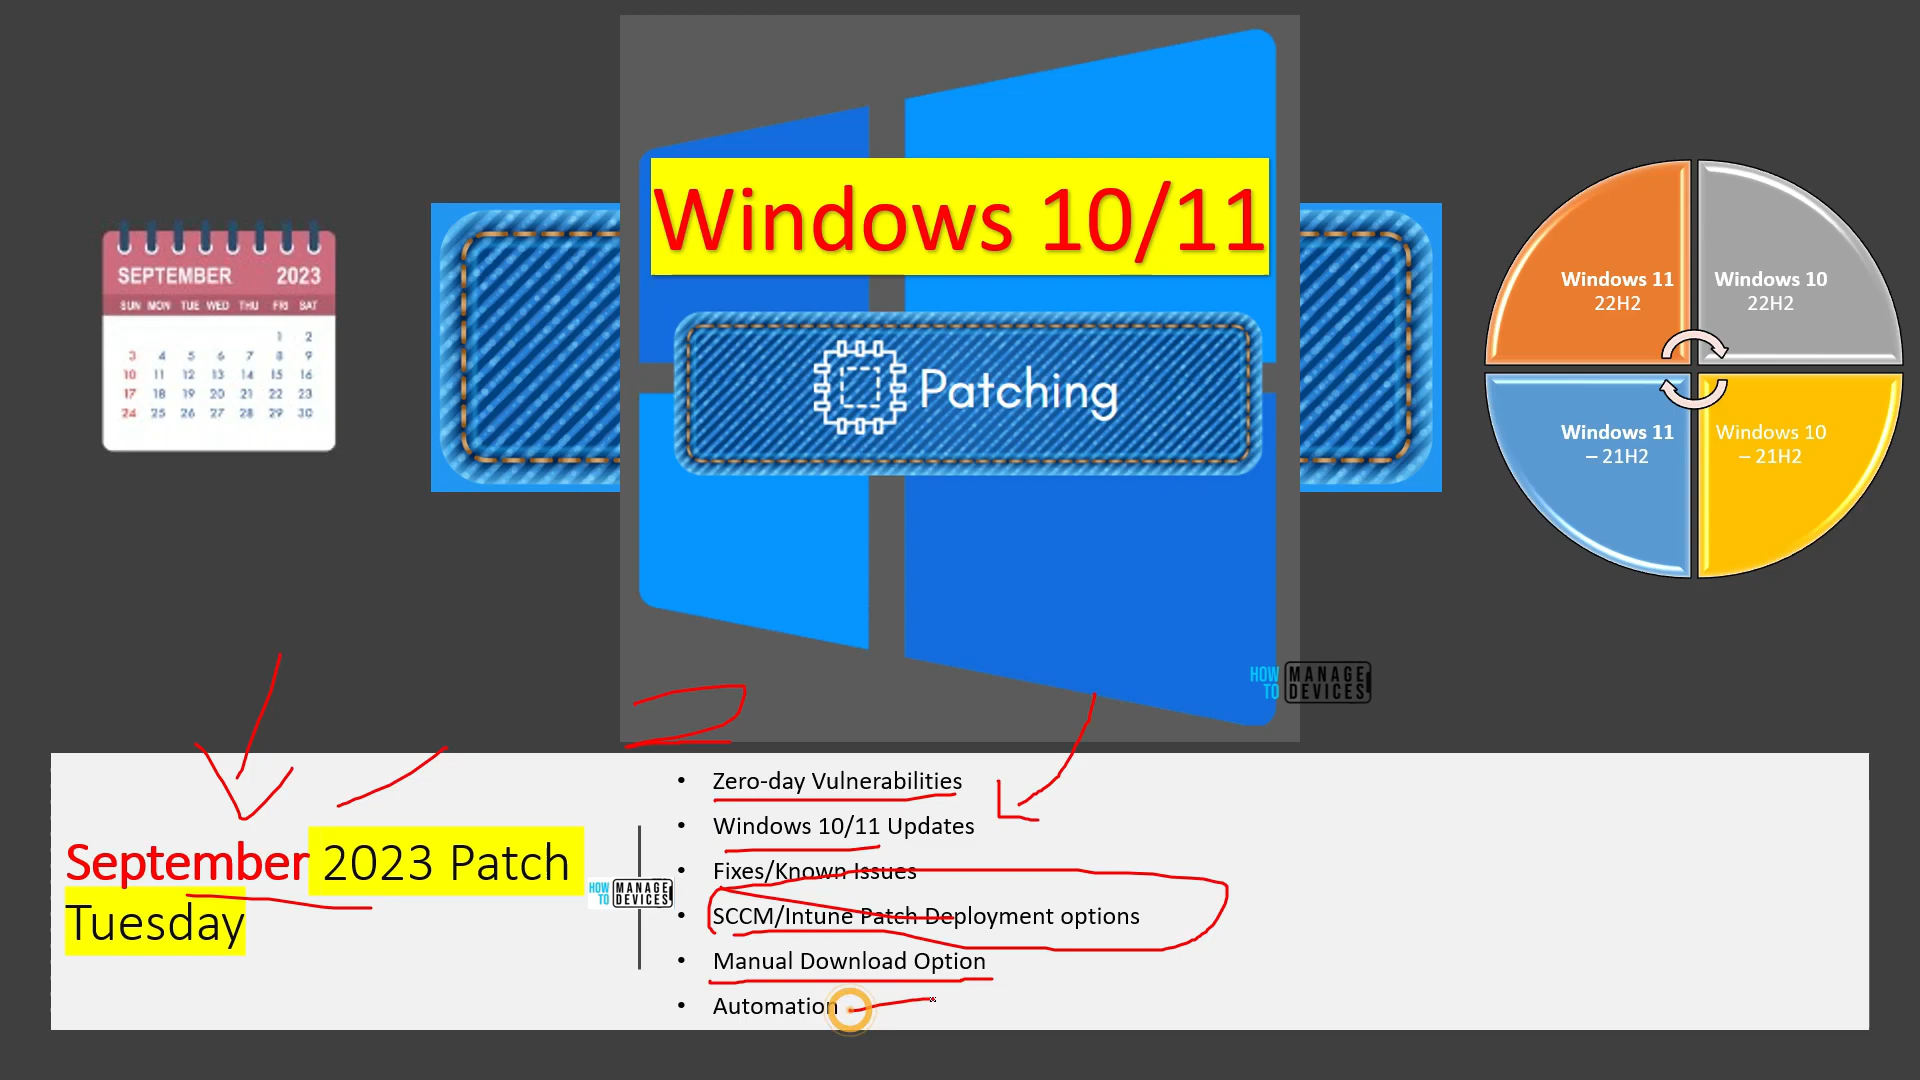 Windows 10/11
SEPTEMBER 2023
SUN MON TUE WED THU FRI SAT
1 2
3 4 5 6 7 8 9
10 11 12 13 14 15 16
17 18 19 20 21 22 23
24 25 26 27 28 29 30
Patching
Windows 11
22H2
Windows 10
22H2
Windows 11
– 21H2
Windows 10
– 21H2
HOW TO MANAGE DEVICES
September 2023 Patch
Tuesday
HOW TO MANAGE DEVICES
• Zero-day Vulnerabilities
• Windows 10/11 Updates
• Fixes/Known Issues
• SCCM/Intune Patch Deployment options
• Manual Download Option
• Automation